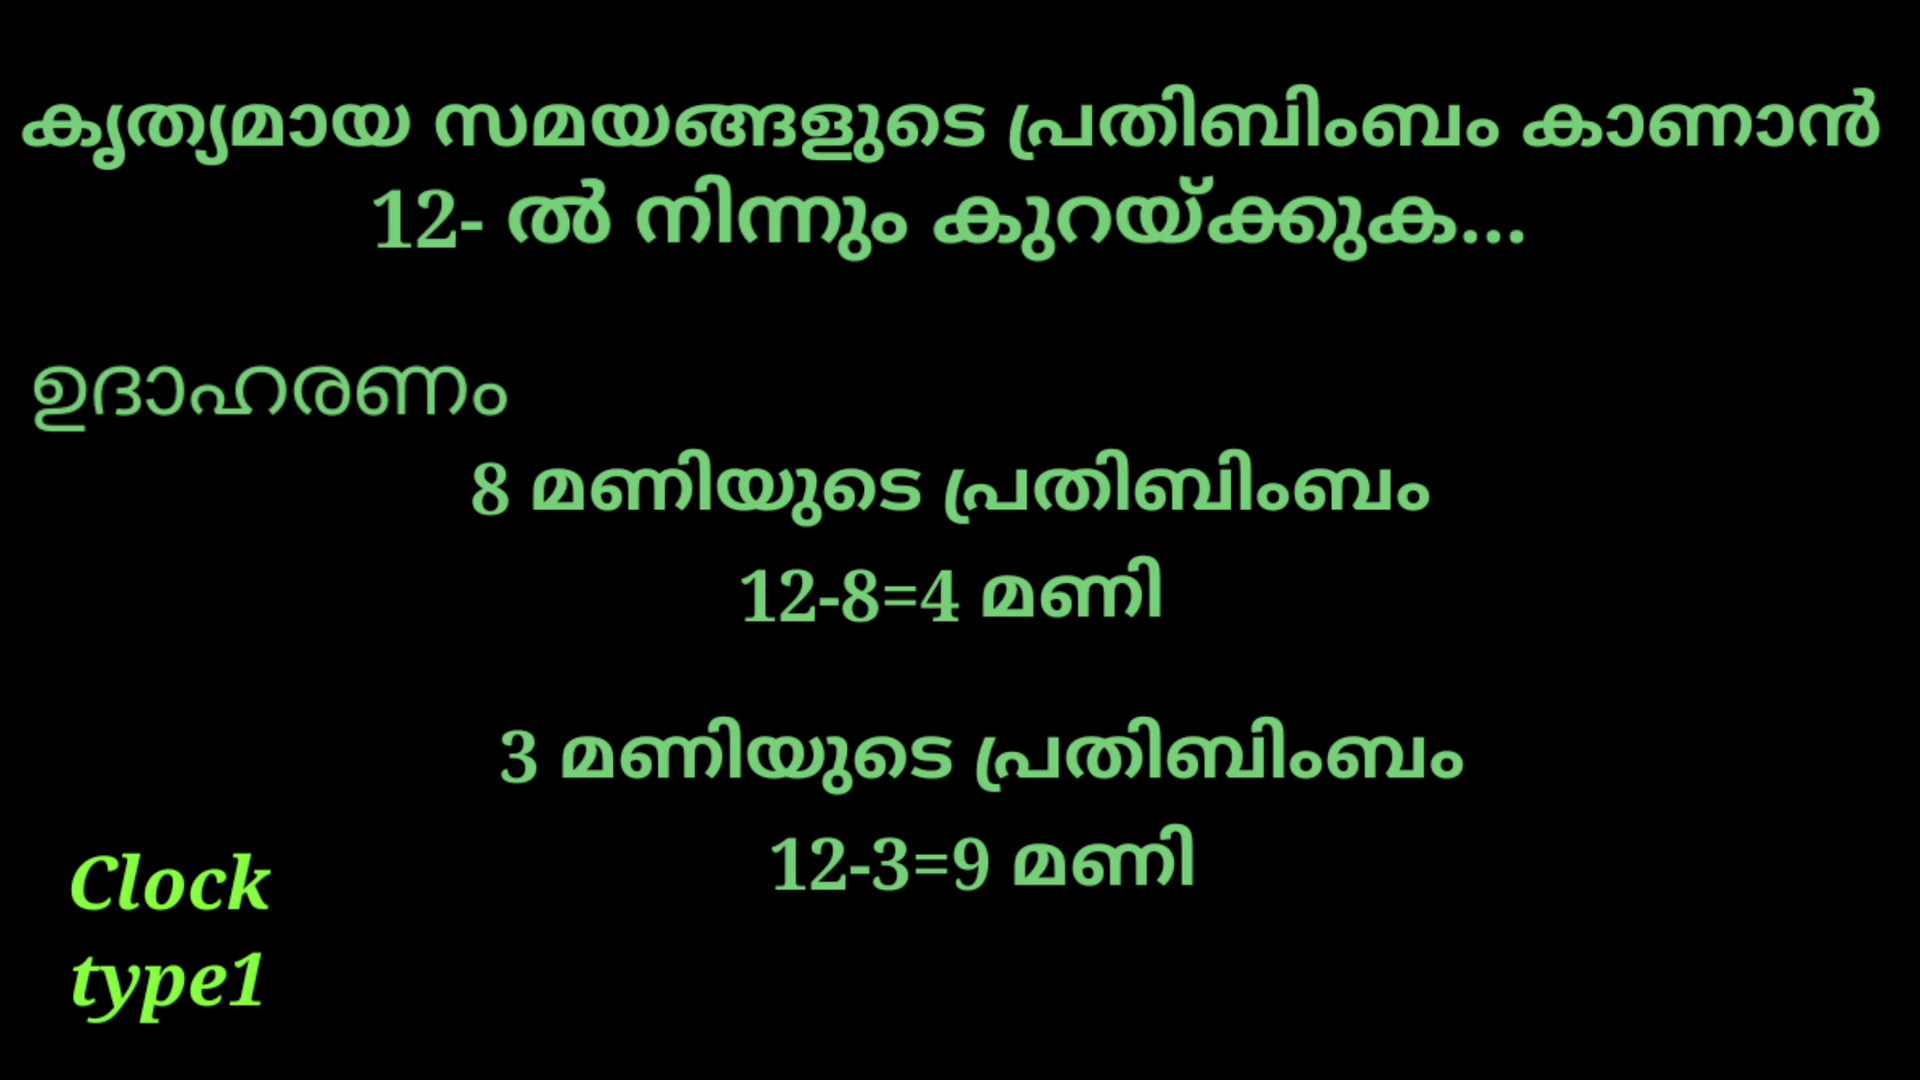 കൃത്യമായ സമയങ്ങളുടെ പ്രതിബിംബം കാണാൻ
12- ൽ നിന്നും കുറയ്ക്കുക...
ഉദാഹരണം
8 മണിയുടെ പ്രതിബിംബം
12-8=4 മണി
3 മണിയുടെ പ്രതിബിംബം
12-3=9 മണി
Clock
type1